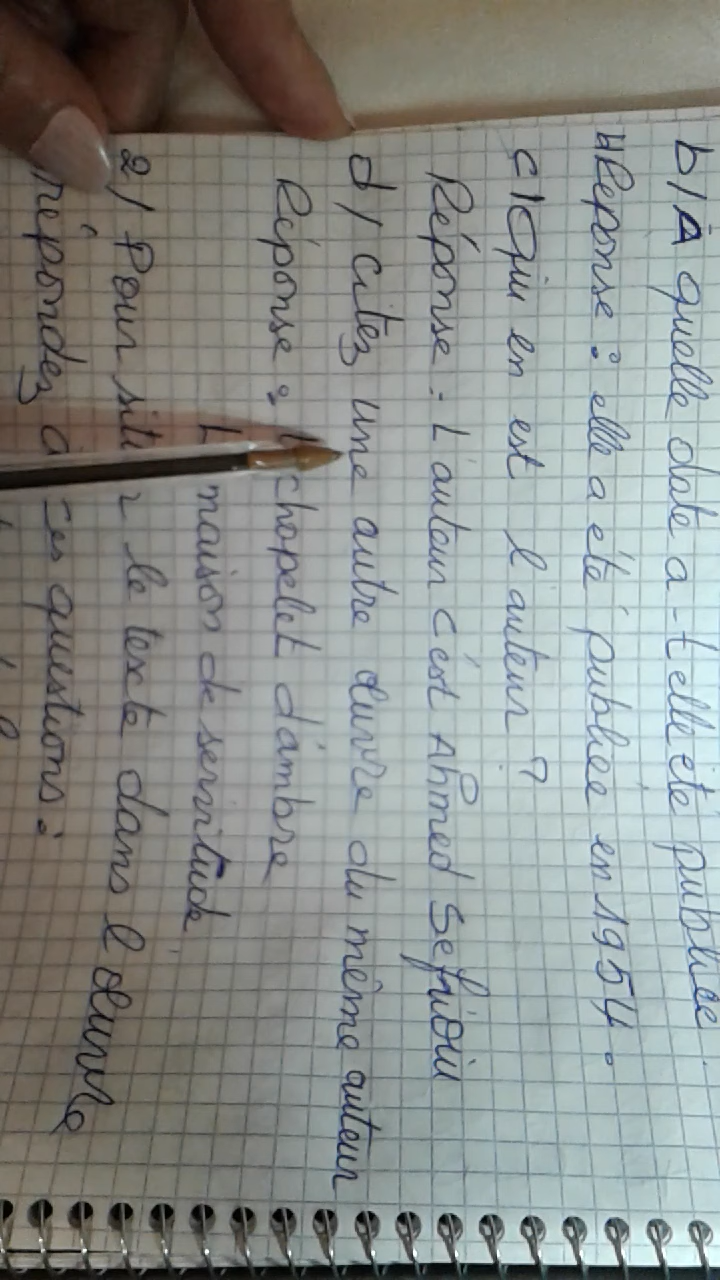 b/ À quelle date a-t elle été publiée
Réponse : elle a été publiée en 1954.
c/ Qui en est l'auteur ?
Réponse : L'auteur c'est Ahmed Sefrioui
d/ Citez une autre œuvre du même auteur
Réponse : chapelet d'ambre
maison de servitude
2/ Pour situer le texte dans l'œuvre
répondez à ces questions :